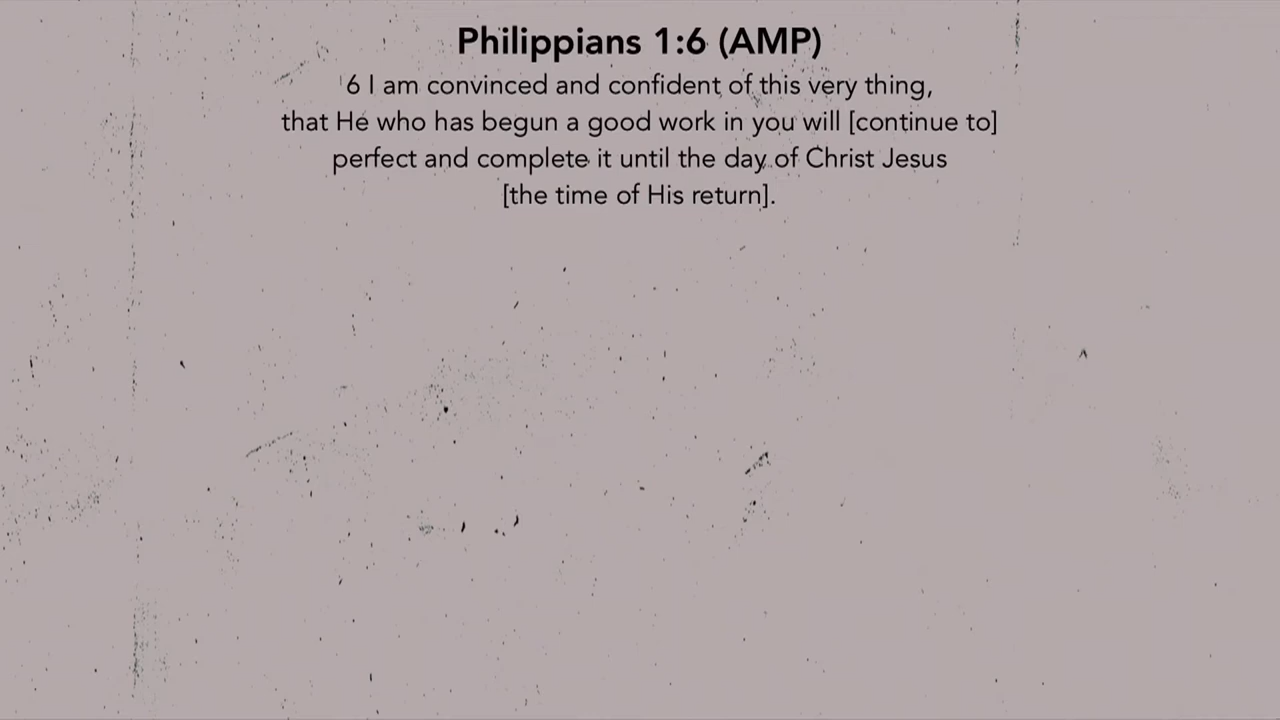 Philippians 1:6 (AMP)
6 I am convinced and confident of this very thing,
that He who has begun a good work in you will [continue to]
perfect and complete it until the day of Christ Jesus
[the time of His return].